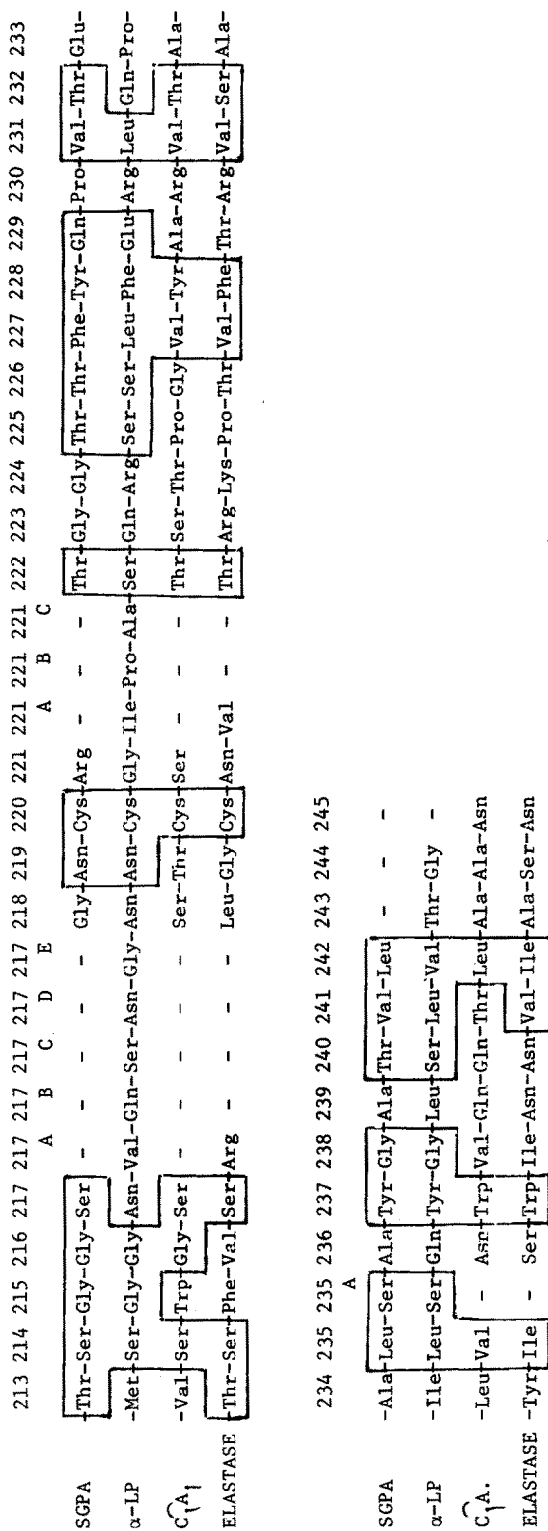 213 214 215 216 217 217 217 217 217 217 218 219 220 221 221 221 221 222 223 224 225 226 227 228 229 230 231 232 233
A B C D E A B C
SGPA -Thr-Ser-Gly-Gly-Ser - - - - - Gly-Asn-Cys-Arg - - - Thr-Gly-Gly-Thr-Thr-Phe-Tyr-Gln-Pro-Val-Thr-Glu-
α-LP -Met-Ser-Gly-Gly-Asn-Val-Gln-Ser-Asn-Gly-Asn-Asn-Cys-Gly-Ile-Pro-Ala-Ser-Gln-Arg-Ser-Ser-Leu-Phe-Glu-Arg-Leu-Gln-Pro-
C₁A₁ -Val-Ser-Trp-Gly-Ser - - - - - Ser-Thr-Cys-Ser - - - Thr-Ser-Thr-Pro-Gly-Val-Tyr-Ala-Arg-Val-Thr-Ala-
ELASTASE -Thr-Ser-Phe-Val-Ser-Arg - - - - Leu-Gly-Cys-Asn-Val - - Thr-Arg-Lys-Pro-Thr-Val-Phe-Thr-Arg-Val-Ser-Ala-
234 235 235 236 237 238 239 240 241 242 243 244 245
A
SGPA -Ala-Leu-Ser-Ala-Tyr-Gly-Ala-Thr-Val-Leu - - -
α-LP -Ile-Leu-Ser-Gln-Tyr-Gly-Leu-Ser-Leu-Val-Thr-Gly -
C₁A. -Leu-Val - Asn-Trp-Val-Gln-Gln-Thr-Leu-Ala-Ala-Asn
ELASTASE -Tyr-Ile - Ser-Trp-Ile-Asn-Asn-Val-Ile-Ala-Ser-Asn